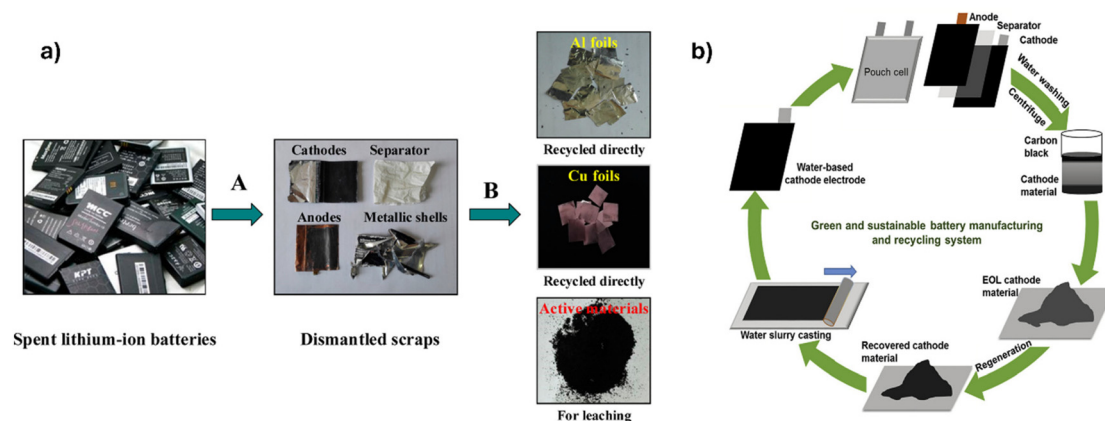 a)
Spent lithium-ion batteries
A
Cathodes
Separator
Anodes
Metallic shells
Dismantled scraps
B
Al foils
Recycled directly
Cu foils
Recycled directly
Active materials
For leaching
b)
Pouch cell
Anode
Separator
Cathode
Water washing
Centrifuge
Carbon
black
Cathode
material
EOL cathode
material
Regeneration
Recovered cathode
material
Water slurry casting
Water-based
cathode electrode
Green and sustainable battery manufacturing
and recycling system